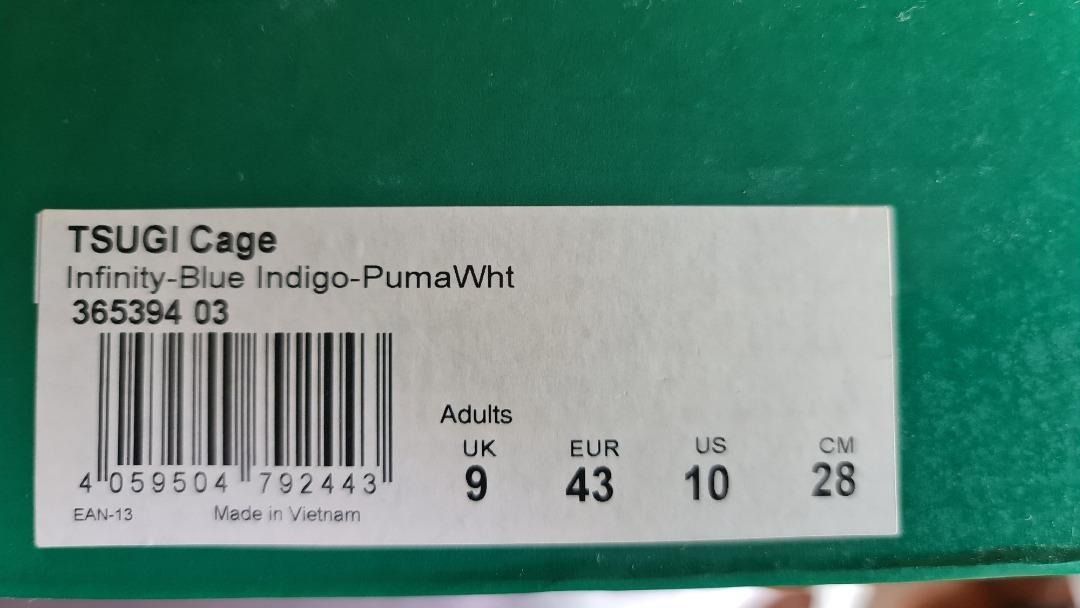 TSUGI Cage
Infinity-Blue Indigo-PumaWht
365394 03
Adults
UK EUR US CM
9 43 10 28
4 059504 792443
EAN-13 Made in Vietnam